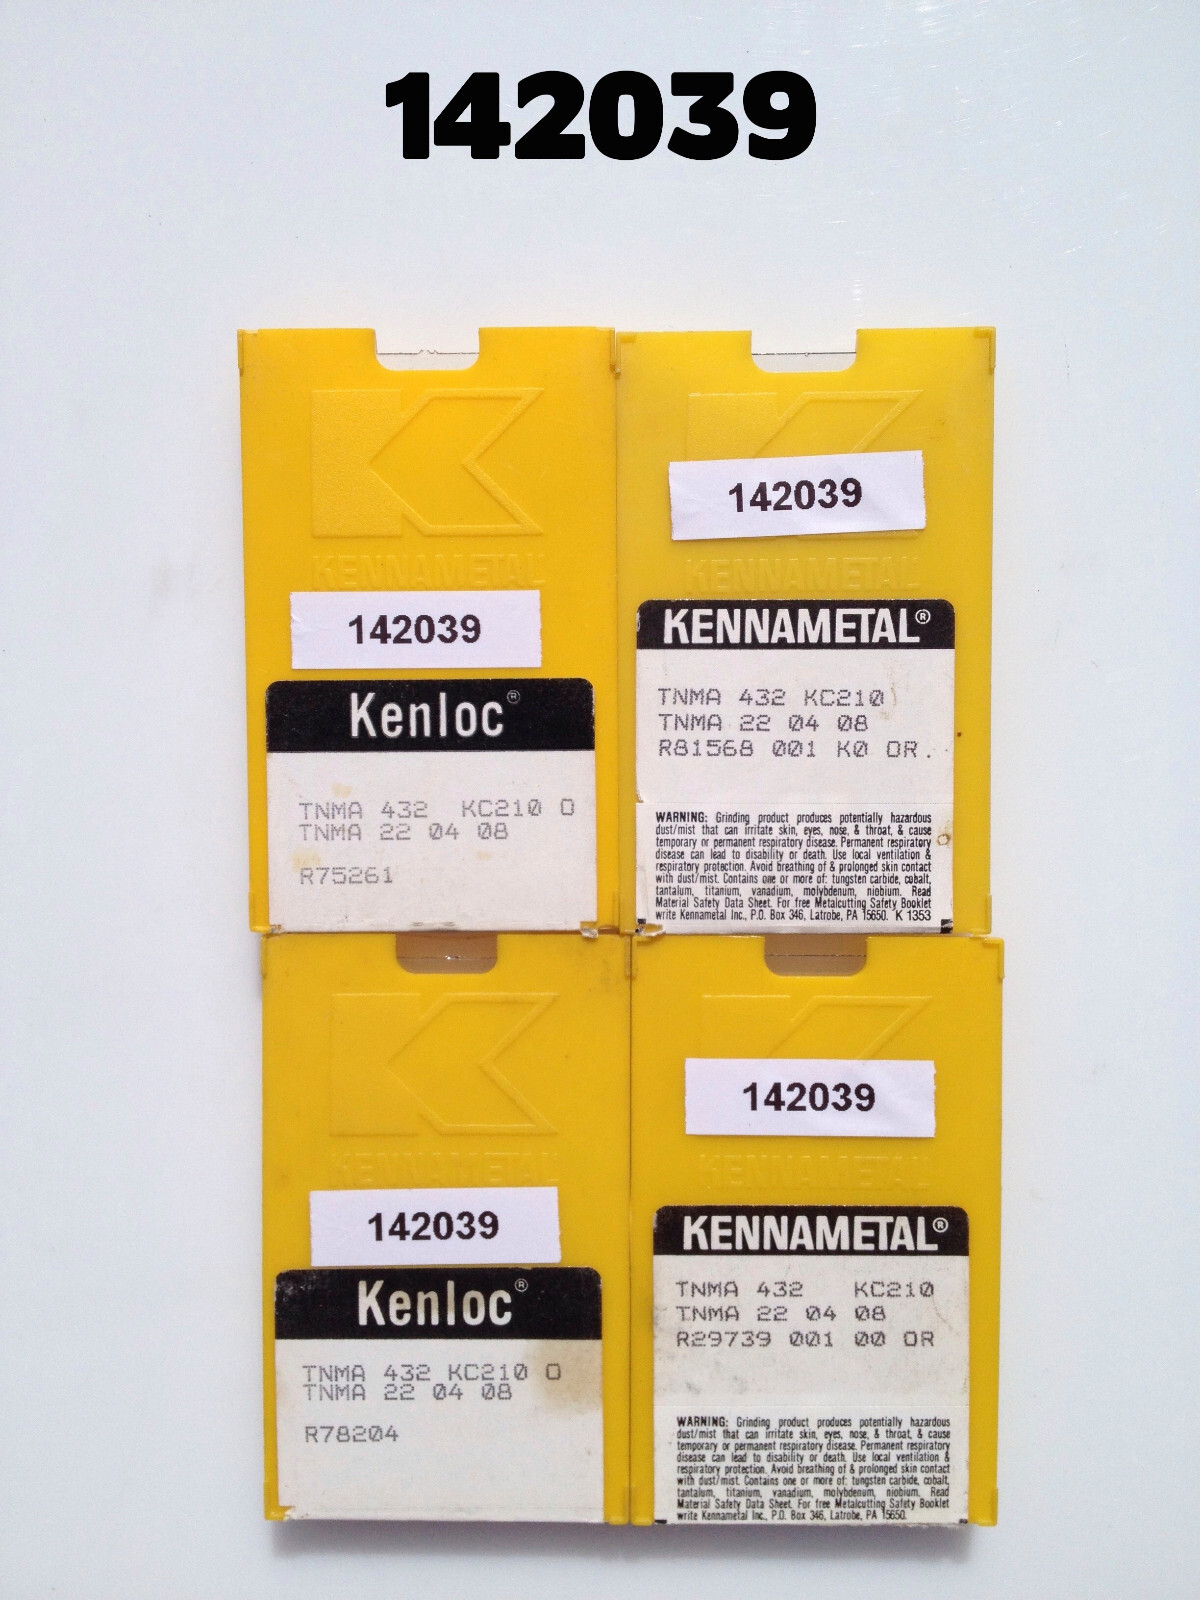 142039
KENNAMETAL
142039
Kenloc®
TNMA 432 KC210 O
TNMA 22 04 08
R75261
142039
KENNAMETAL
KENNAMETAL®
TNMA 432 KC210
TNMA 22 04 08
R81568 001 K0 OR.
WARNING: Grinding product produces potentially hazardous
dust/mist that can irritate skin, eyes, nose, & throat, & cause
temporary or permanent respiratory disease. Permanent respiratory
disease can lead to disability or death. Use local ventilation &
respiratory protection. Avoid breathing of & prolonged skin contact
with dust/mist. Contains one or more of: tungsten carbide, cobalt,
tantalum, titanium, vanadium, molybdenum, niobium. Read
Material Safety Data Sheet. For free Metalcutting Safety Booklet
write Kennametal Inc., P.O. Box 346, Latrobe, PA 15650. K 1353
KENNAMETAL
142039
Kenloc®
TNMA 432 KC210 O
TNMA 22 04 08
R78204
142039
KENNAMETAL
KENNAMETAL®
TNMA 432 KC210
TNMA 22 04 08
R29739 001 00 OR
WARNING: Grinding product produces potentially hazardous
dust/mist that can irritate skin, eyes, nose, & throat, & cause
temporary or permanent respiratory disease. Permanent respiratory
disease can lead to disability or death. Use local ventilation &
respiratory protection. Avoid breathing of & prolonged skin contact
with dust/mist. Contains one or more of: tungsten carbide, cobalt,
tantalum, titanium, vanadium, molybdenum, niobium. Read
Material Safety Data Sheet. For free Metalcutting Safety Booklet
write Kennametal Inc., P.O. Box 346, Latrobe, PA 15650.